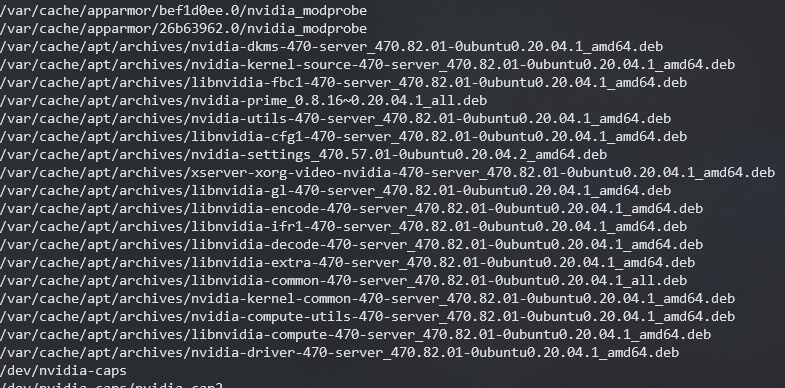 /var/cache/apparmor/bef1d0ee.0/nvidia_modprobe
/var/cache/apparmor/26b63962.0/nvidia_modprobe
/var/cache/apt/archives/nvidia-dkms-470-server_470.82.01-0ubuntu0.20.04.1_amd64.deb
/var/cache/apt/archives/nvidia-kernel-source-470-server_470.82.01-0ubuntu0.20.04.1_amd64.deb
/var/cache/apt/archives/libnvidia-fbc1-470-server_470.82.01-0ubuntu0.20.04.1_amd64.deb
/var/cache/apt/archives/nvidia-prime_0.8.16~0.20.04.1_all.deb
/var/cache/apt/archives/nvidia-utils-470-server_470.82.01-0ubuntu0.20.04.1_amd64.deb
/var/cache/apt/archives/libnvidia-cfg1-470-server_470.82.01-0ubuntu0.20.04.1_amd64.deb
/var/cache/apt/archives/nvidia-settings_470.57.01-0ubuntu0.20.04.2_amd64.deb
/var/cache/apt/archives/xserver-xorg-video-nvidia-470-server_470.82.01-0ubuntu0.20.04.1_amd64.deb
/var/cache/apt/archives/libnvidia-gl-470-server_470.82.01-0ubuntu0.20.04.1_amd64.deb
/var/cache/apt/archives/libnvidia-encode-470-server_470.82.01-0ubuntu0.20.04.1_amd64.deb
/var/cache/apt/archives/libnvidia-ifr1-470-server_470.82.01-0ubuntu0.20.04.1_amd64.deb
/var/cache/apt/archives/libnvidia-decode-470-server_470.82.01-0ubuntu0.20.04.1_amd64.deb
/var/cache/apt/archives/libnvidia-extra-470-server_470.82.01-0ubuntu0.20.04.1_amd64.deb
/var/cache/apt/archives/libnvidia-common-470-server_470.82.01-0ubuntu0.20.04.1_all.deb
/var/cache/apt/archives/nvidia-kernel-common-470-server_470.82.01-0ubuntu0.20.04.1_amd64.deb
/var/cache/apt/archives/nvidia-compute-utils-470-server_470.82.01-0ubuntu0.20.04.1_amd64.deb
/var/cache/apt/archives/libnvidia-compute-470-server_470.82.01-0ubuntu0.20.04.1_amd64.deb
/var/cache/apt/archives/nvidia-driver-470-server_470.82.01-0ubuntu0.20.04.1_amd64.deb
/dev/nvidia-caps
/dev/nvidia-caps/nvidia-cap2